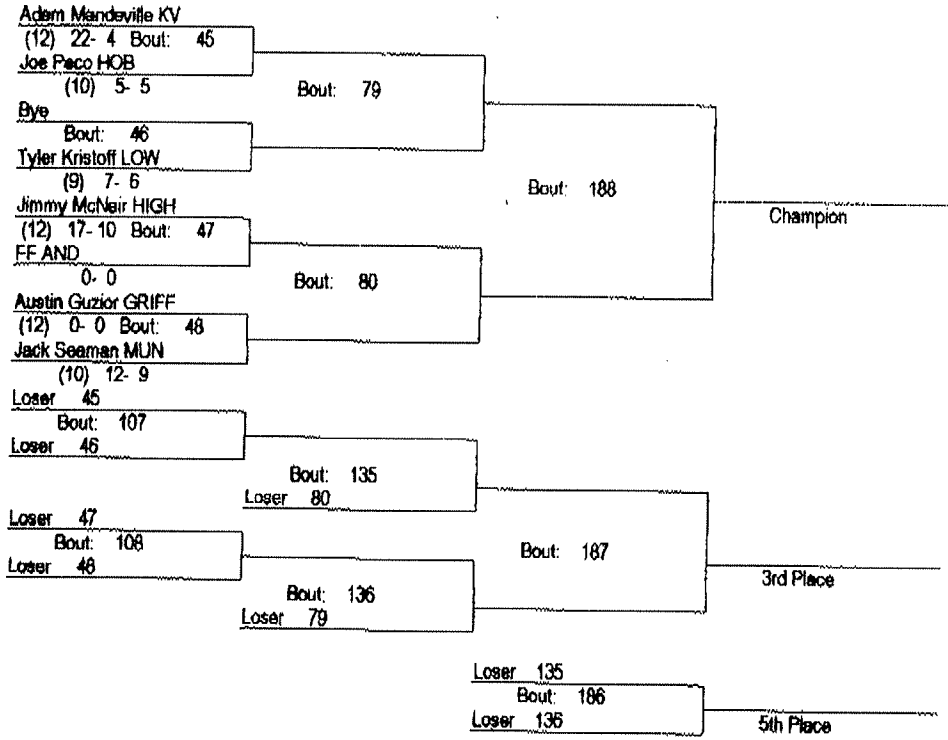 Adam Mandeville KV
(12) 22- 4 Bout: 45
Joe Paco HOB
(10) 5- 5
Bout: 79
Bye
Bout: 46
Tyler Kristoff LOW
(9) 7- 6
Bout: 188
Champion
Jimmy McNair HIGH
(12) 17- 10 Bout: 47
FF AND
0- 0
Bout: 80
Austin Guzior GRIFF
(12) 0- 0 Bout: 48
Jack Seaman MUN
(10) 12- 9
Loser 45
Bout: 107
Loser 46
Bout: 135
Loser 80
Loser 47
Bout: 108
Loser 48
Bout: 187
3rd Place
Bout: 136
Loser 79
Loser 135
Bout: 186
Loser 136
5th Place